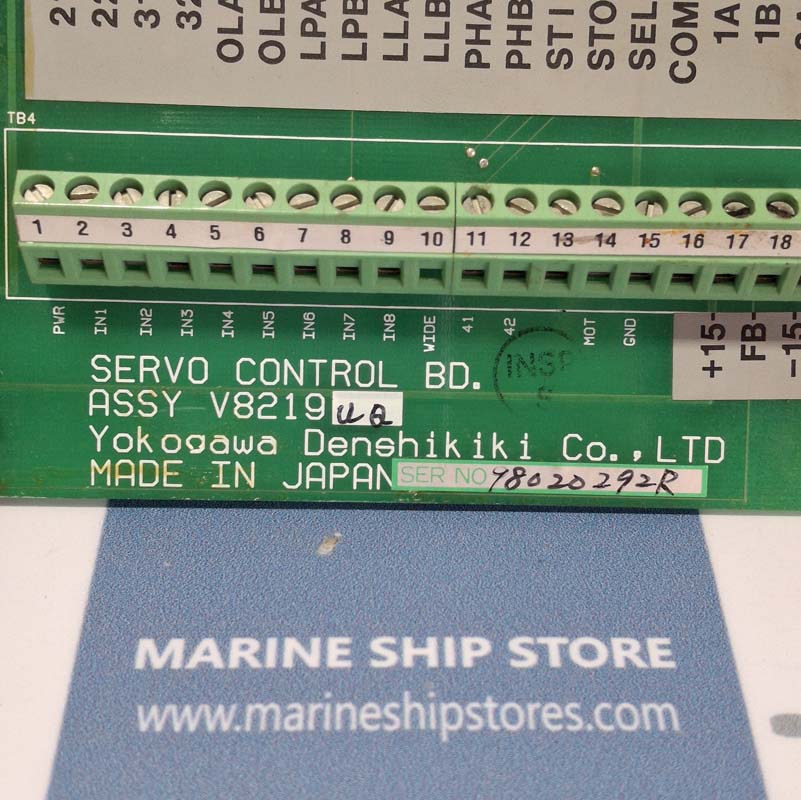 OLA
OLB
LPA
LPB
LLA
LLB
PHA
PHB
STI
STO
SEL
COM
1A
1B
TB4
1 2 3 4 5 6 7 8 9 10 11 12 13 14 15 16 17 18
PWR
IN1
IN2
IN3
IN4
IN5
IN6
IN7
IN8
WIDE
41
42
MOT
GND
+15-
FB-
-15-
INSP
SERVO CONTROL BD.
ASSY V8219
Yokogawa Denshikiki Co., LTD
MADE IN JAPAN SER NO 98020292R
MARINE SHIP STORE
www.marineshipstores.com